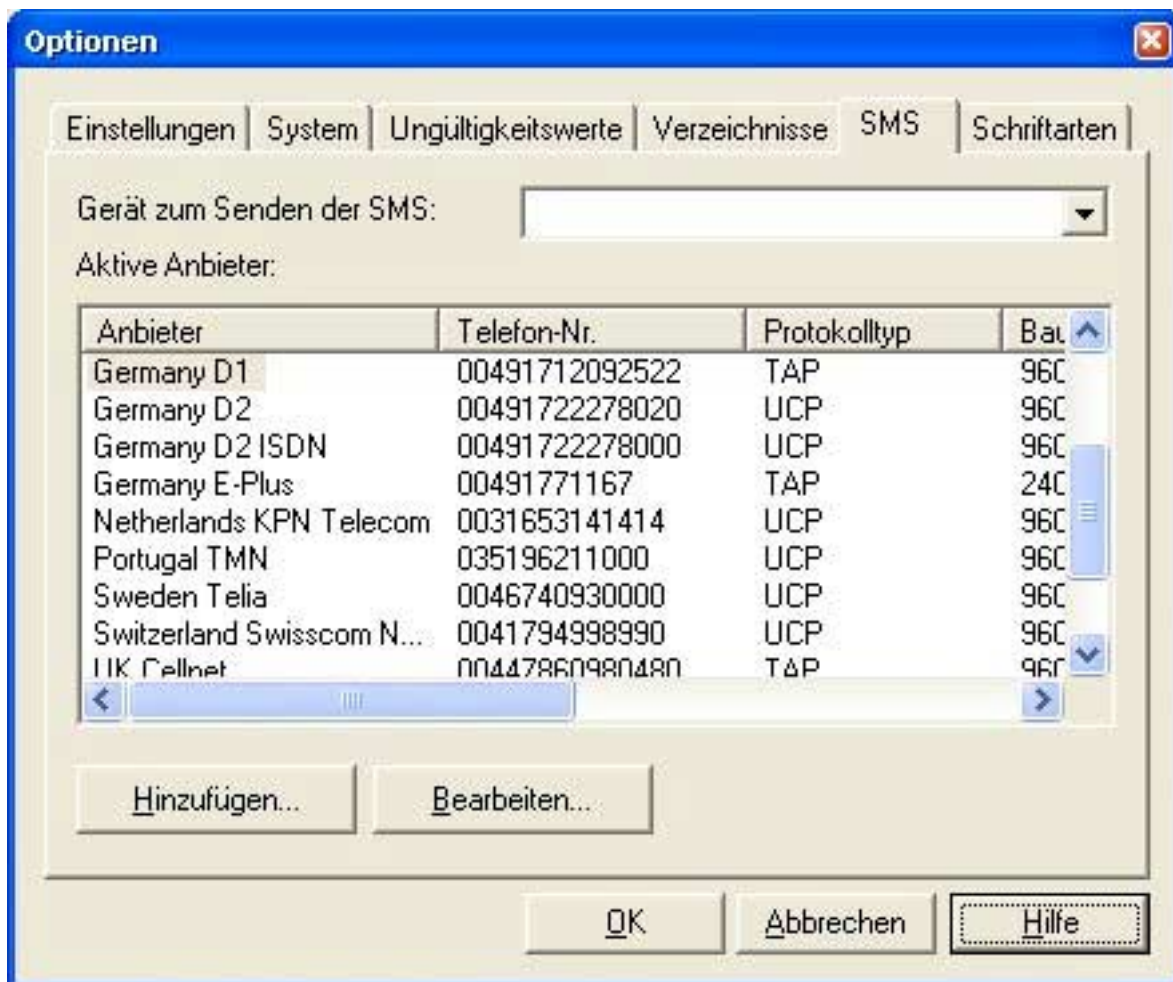 Optionen
Einstellungen System Ungültigkeitswerte Verzeichnisse SMS Schriftarten
Gerät zum Senden der SMS:
Aktive Anbieter:
Anbieter Telefon-Nr. Protokolltyp
Germany D1 00491712092522 TAP
Germany D2 00491722278020 UCP
Germany D2 ISDN 00491722278000 UCP
Germany E-Plus 00491771167 TAP
Netherlands KPN Telecom 0031653141414 UCP
Portugal TMN 035196211000 UCP
Sweden Telia 0046740930000 UCP
Switzerland Swisscom N... 0041794998990 UCP
UK Cellnet 00447860980480 TAP
Hinzufügen... Bearbeiten...
OK Abbrechen Hilfe